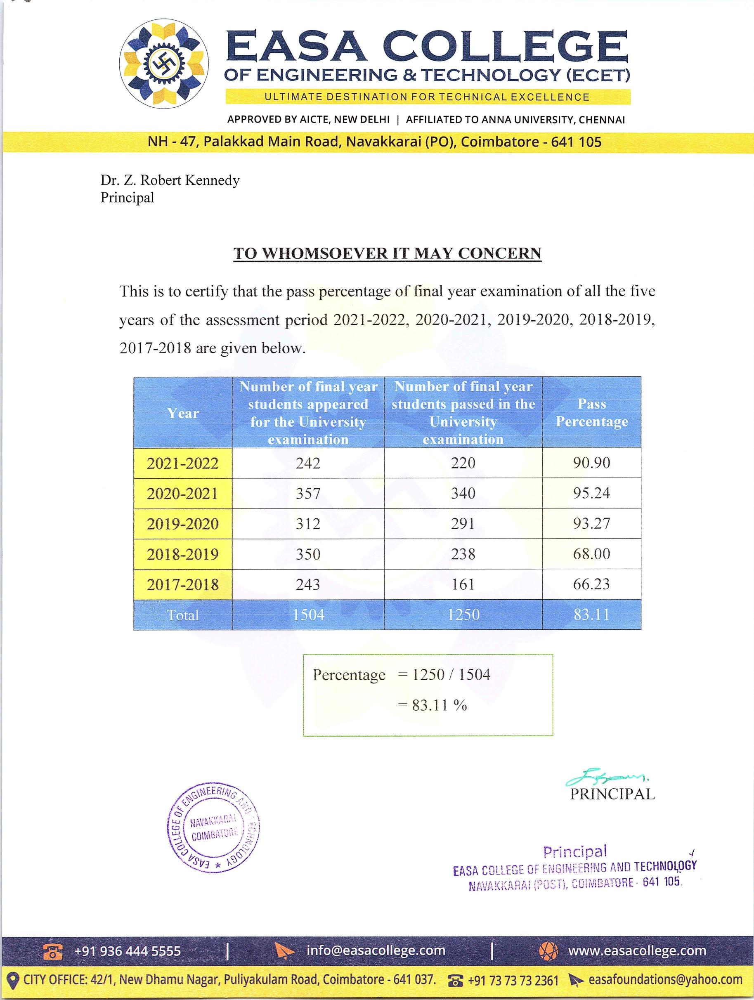 EASA COLLEGE
OF ENGINEERING & TECHNOLOGY (ECET)
ULTIMATE DESTINATION FOR TECHNICAL EXCELLENCE
APPROVED BY AICTE, NEW DELHI | AFFILIATED TO ANNA UNIVERSITY, CHENNAI
NH - 47, Palakkad Main Road, Navakkarai (PO), Coimbatore - 641 105
Dr. Z. Robert Kennedy
Principal
TO WHOMSOEVER IT MAY CONCERN
This is to certify that the pass percentage of final year examination of all the five
years of the assessment period 2021-2022, 2020-2021, 2019-2020, 2018-2019,
2017-2018 are given below.
Year | Number of final year students appeared for the University examination | Number of final year students passed in the University examination | Pass Percentage
2021-2022 242 220 90.90
2020-2021 357 340 95.24
2019-2020 312 291 93.27
2018-2019 350 238 68.00
2017-2018 243 161 66.23
Total 1504 1250 83.11
Percentage = 1250 / 1504
= 83.11 %
PRINCIPAL
EASA COLLEGE OF ENGINEERING AND TECHNOLOGY
NAVAKKARAI
COIMBATORE
Principal
EASA COLLEGE OF ENGINEERING AND TECHNOLOGY
NAVAKKARAI (POST), COIMBATORE - 641 105.
+91 936 444 5555 | info@easacollege.com | www.easacollege.com
CITY OFFICE: 42/1, New Dhamu Nagar, Puliyakulam Road, Coimbatore - 641 037. +91 73 73 73 2361 easafoundations@yahoo.com